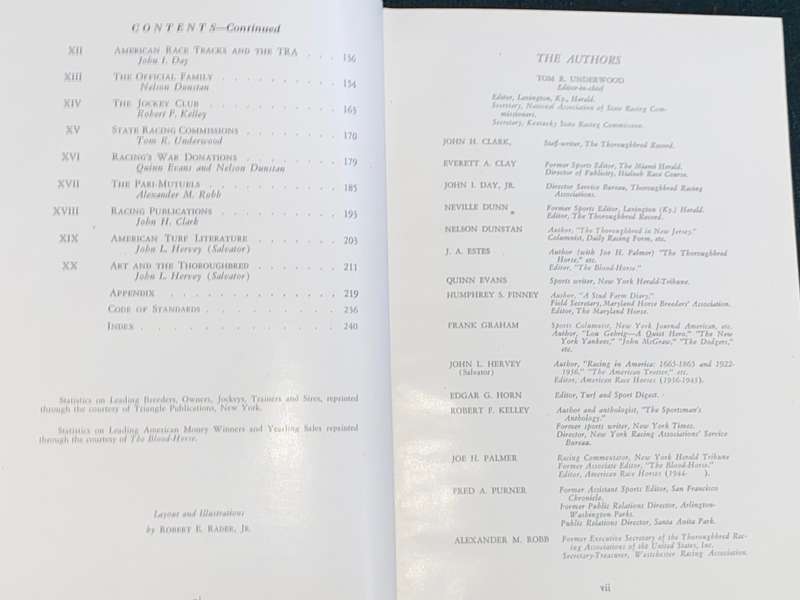 CONTENTS—Continued
XII AMERICAN RACE TRACKS AND THE TRA . . . 156
John I. Day
XIII THE OFFICIAL FAMILY . . . . . . . . . 154
Nelson Dunstan
XIV THE JOCKEY CLUB . . . . . . . . . . 163
Robert F. Kelley
XV STATE RACING COMMISSIONS . . . . . . . 170
Tom R. Underwood
XVI RACING'S WAR DONATIONS . . . . . . . 179
Quinn Evans and Nelson Dunstan
XVII THE PARI-MUTUELS . . . . . . . . . . 185
Alexander M. Robb
XVIII RACING PUBLICATIONS . . . . . . . . . 193
John H. Clark
XIX AMERICAN TURF LITERATURE . . . . . . 203
John L. Hervey (Salvator)
XX ART AND THE THOROUGHBRED . . . . . . 211
John L. Hervey (Salvator)
APPENDIX . . . . . . . . . . . . 219
CODE OF STANDARDS . . . . . . . . . 236
INDEX . . . . . . . . . . . . . . 240
Statistics on Leading Breeders, Owners, Jockeys, Trainers and Sires, reprinted
through the courtesy of Triangle Publications, New York.
Statistics on Leading American Money Winners and Yearling Sales repainted
through the courtesy of The Blood-Horse.
Layout and Illustrations
by ROBERT E. RADER, JR.
THE AUTHORS
TOM R. UNDERWOOD
Editor-in-chief
Editor, Lexington, Ky., Herald.
Secretary, National Association of State Racing Com-
missioners.
Secretary, Kentucky State Racing Commission.
JOHN H. CLARK, Staff-writer, The Thoroughbred Record.
EVERETT A. CLAY Former Sports Editor, The Miami Herald.
Director of Publicity, Hialeah Race Course.
JOHN I. DAY, JR. Director Service Bureau, Thoroughbred Racing
Associations.
NEVILLE DUNN Former Sports Editor, Lexington (Ky.) Herald.
Editor, The Thoroughbred Record.
NELSON DUNSTAN Author, "The Thoroughbred in New Jersey."
Columnist, Daily Racing Form, etc.
J. A. ESTES Author (with Joe H. Palmer) "The Thoroughbred
Horse," etc.
Editor, "The Blood-Horse."
QUINN EVANS Sports writer, New York Herald-Tribune.
HUMPHREY S. FINNEY Author, "A Stud Farm Diary."
Field Secretary, Maryland Horse Breeders' Association.
Editor, The Maryland Horse.
FRANK GRAHAM Sports Columnist, New York Journal American, etc.
Author, "Lou Gehrig—A Quiet Hero," "The New
York Yankees," "John McGraw," "The Dodgers,"
etc.
JOHN L. HERVEY Author, "Racing in America: 1665-1865 and 1922-
(Salvator) 1936," "The American Trotter," etc.
Editor, American Race Horses (1936-1943).
EDGAR G. HORN Editor, Turf and Sport Digest.
ROBERT F. KELLEY Author and anthologist, "The Sportsman's
Anthology."
Former sports writer, New York Times.
Director, New York Racing Associations' Service
Bureau.
JOE H. PALMER Racing Commentator, New York Herald Tribune
Former Associate Editor, "The Blood-Horse."
Editor, American Race Horses (1944- ).
FRED A. PURNER Former Assistant Sports Editor, San Francisco
Chronicle.
Former Public Relations Director, Arlington-
Washington Parks.
Public Relations Director, Santa Anita Park.
ALEXANDER M. ROBB Former Executive Secretary of the Thoroughbred Rac-
ing Associations of the United States, Inc.
Secretary-Treasurer, Westchester Racing Association.
vii